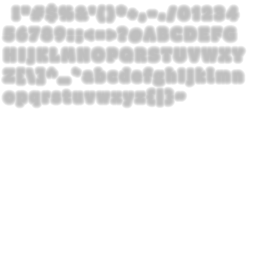 !"#$%&'()*+,-./01234
56789:;<=>?@ABCDEFG
HIJKLMNOPQRSTUVWXY
Z[\]^_`abcdefghijklmn
opqrstuvwxyz{|}~